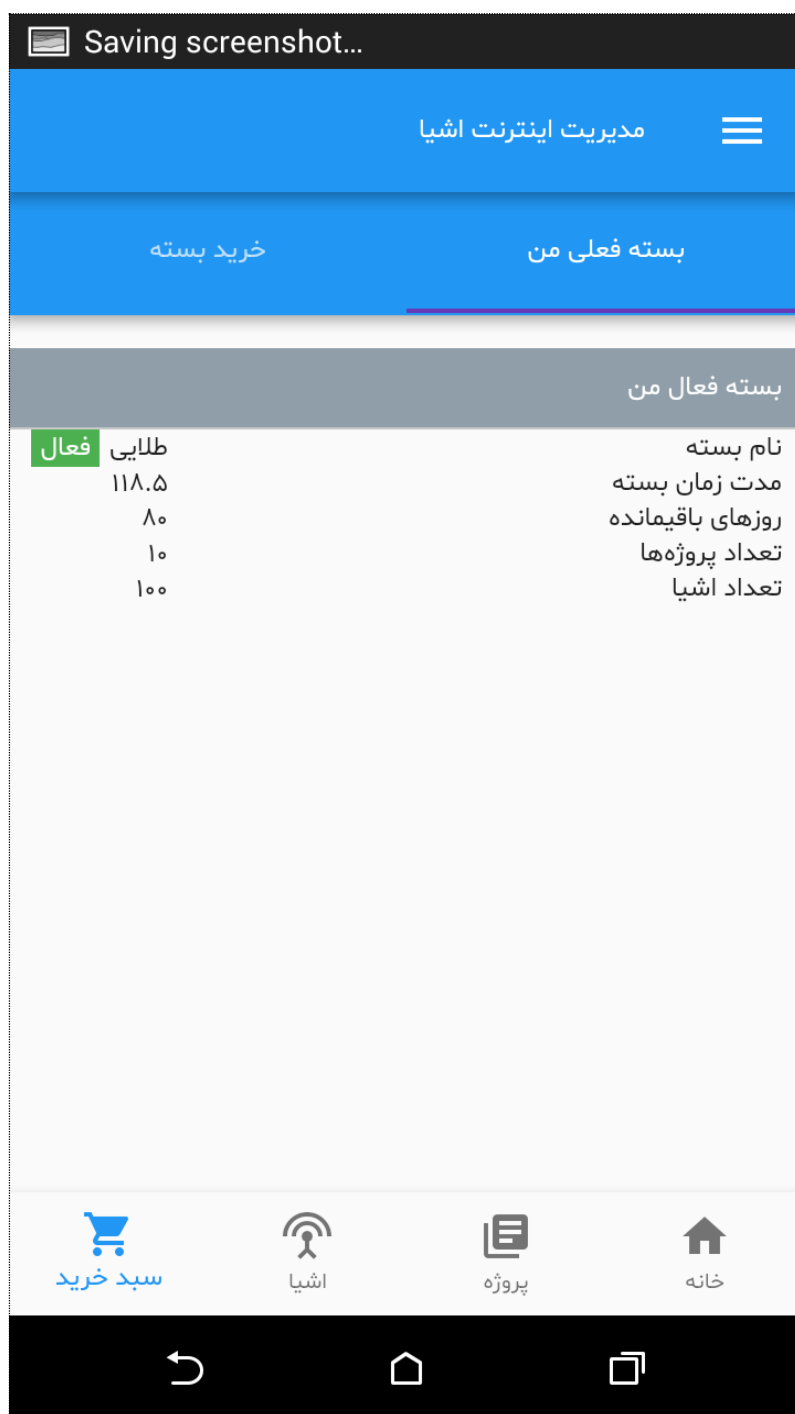 Saving screenshot...
مدیریت اینترنت اشیا
بسته فعلی من
خرید بسته
بسته فعال من
نام بسته طلایی فعال
مدت زمان بسته ۱۱۸.۵
روزهای باقیمانده ۸۰
تعداد پروژه‌ها ۱۰
تعداد اشیا ۱۰۰
خانه
پروژه
اشیا
سبد خرید